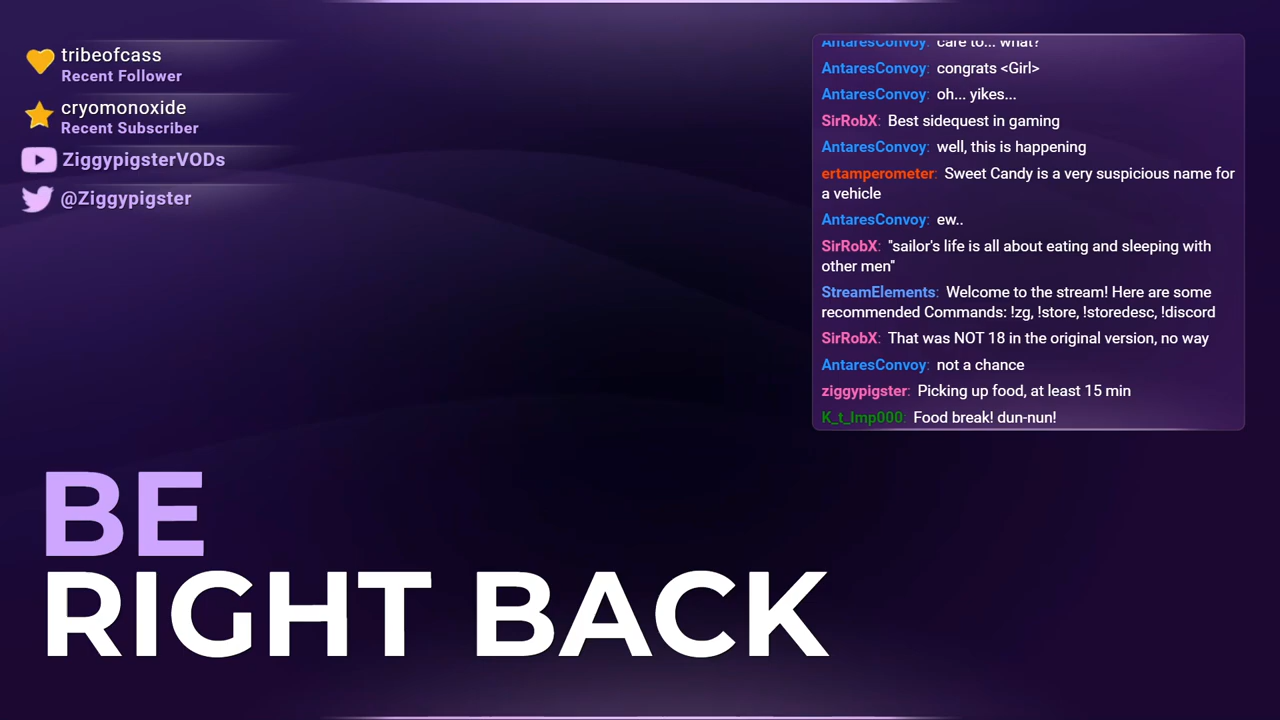 tribeofcass
Recent Follower
cryomonoxide
Recent Subscriber
ZiggypigsterVODs
@Ziggypigster
AntaresConvoy: care to... what?
AntaresConvoy: congrats <Girl>
AntaresConvoy: oh... yikes...
SirRobX: Best sidequest in gaming
AntaresConvoy: well, this is happening
ertamperometer: Sweet Candy is a very suspicious name for
a vehicle
AntaresConvoy: ew..
SirRobX: "sailor's life is all about eating and sleeping with
other men"
StreamElements: Welcome to the stream! Here are some
recommended Commands: !zg, !store, !storedesc, !discord
SirRobX: That was NOT 18 in the original version, no way
AntaresConvoy: not a chance
ziggypigster: Picking up food, at least 15 min
K_t_Imp000: Food break! dun-nun!
BE
RIGHT BACK